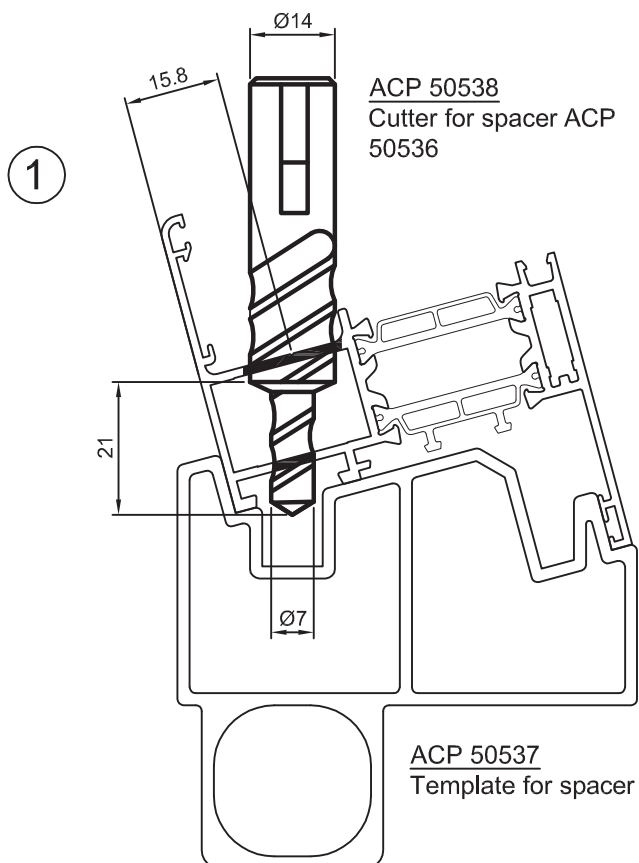 Ø14
15.8
ACP 50538
Cutter for spacer ACP
50536
1
21
Ø7
ACP 50537
Template for spacer